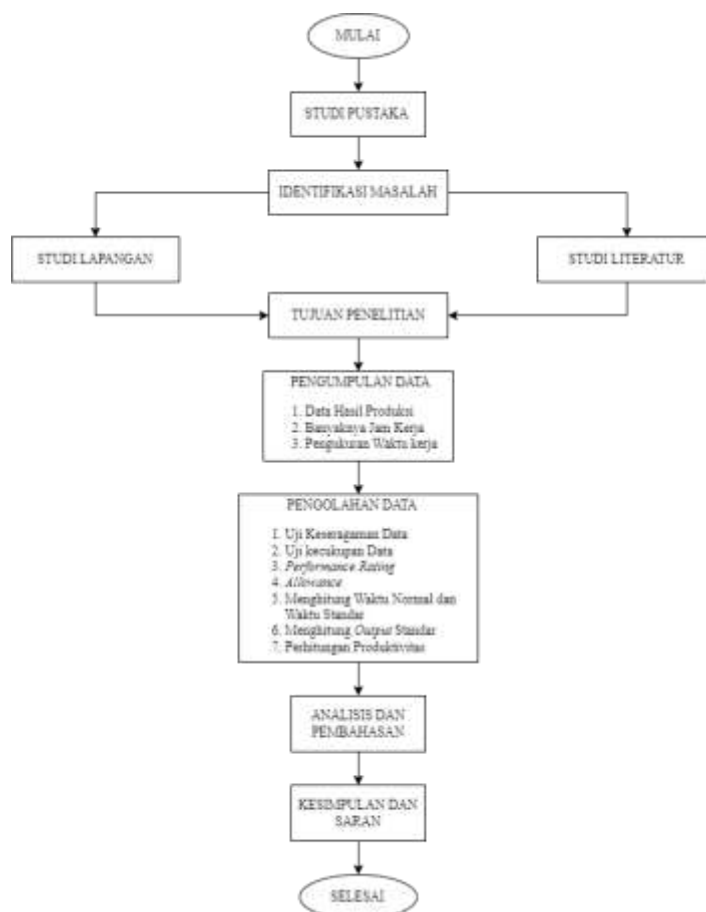 MULAI
STUDI PUSTAKA
IDENTIFIKASI MASALAH
STUDI LAPANGAN
STUDI LITERATUR
TUJUAN PENELITIAN
PENGUMPULAN DATA
1. Data Hasil Produksi
2. Banyaknya Jam Kerja
3. Pengukuran Waktu kerja
PENGOLAHAN DATA
1. Uji Keseragaman Data
2. Uji kecukupan Data
3. Performance Rating
4. Allowance
5. Menghitung Waktu Normal dan
Waktu Standar
6. Menghitung Output Standar
7. Perhitungan Produktivitas
ANALISIS DAN
PEMBAHASAN
KESIMPULAN DAN
SARAN
SELESAI